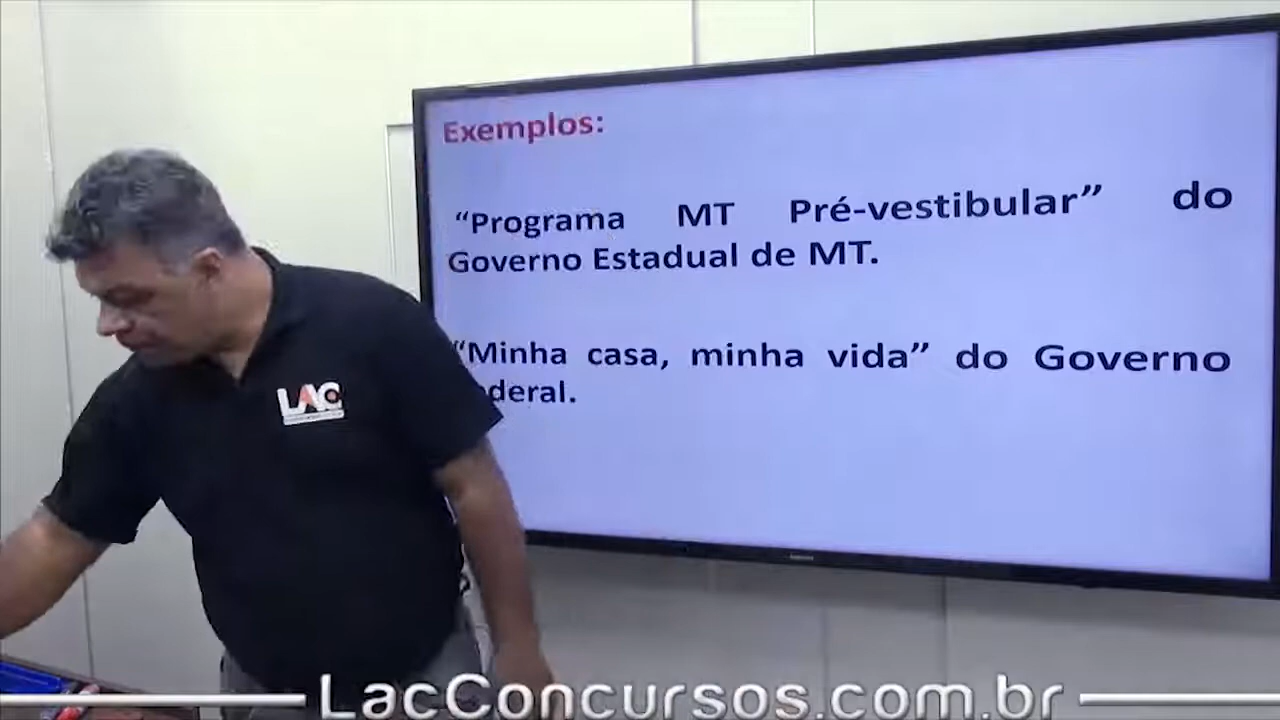 Exemplos:
“Programa MT Pré-vestibular” do
Governo Estadual de MT.
“Minha casa, minha vida” do Governo
deral.
LAC
LacConcursos.com.br